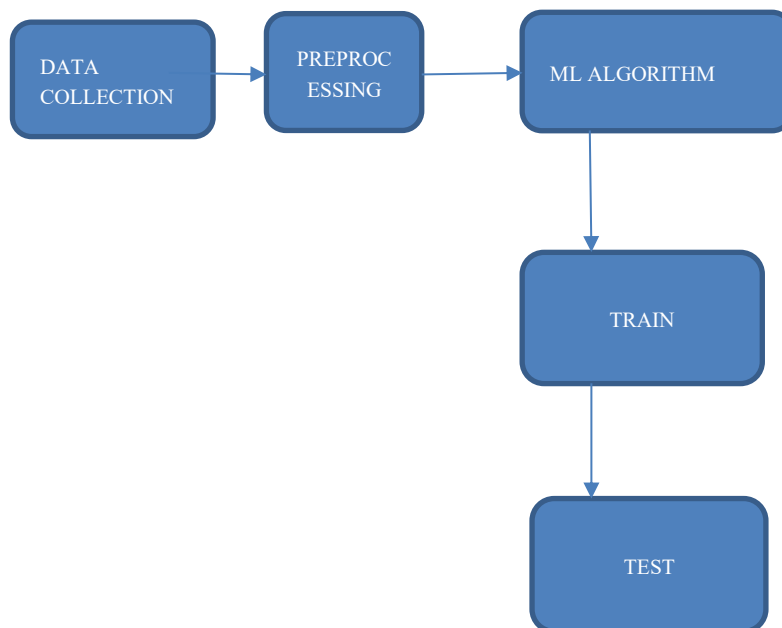 DATA
COLLECTION
PREPROC
ESSING
ML ALGORITHM
TRAIN
TEST